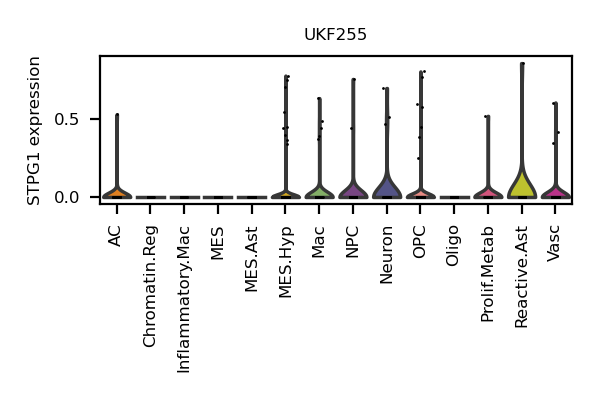 UKF255
STPG1 expression
0.5
0.0
AC
Chromatin.Reg
Inflammatory.Mac
MES
MES.Ast
MES.Hyp
Mac
NPC
Neuron
OPC
Oligo
Prolif.Metab
Reactive.Ast
Vasc